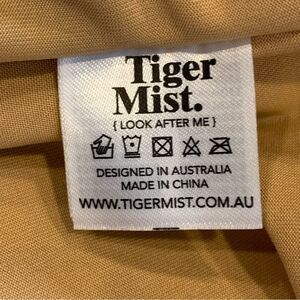 Tiger
Mist.
{ LOOK AFTER ME }
DESIGNED IN AUSTRALIA
MADE IN CHINA
WWW.TIGERMIST.COM.AU